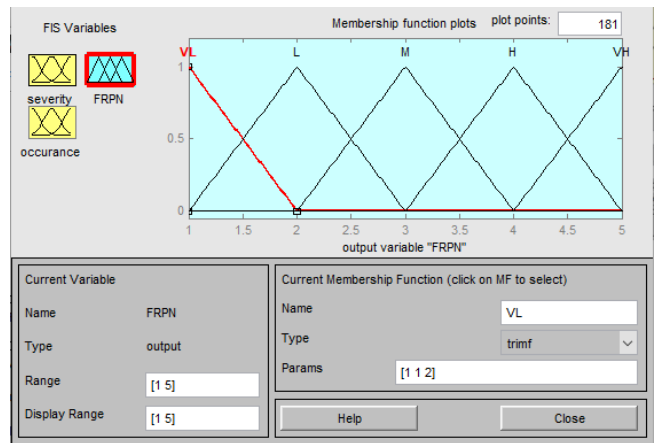 FIS Variables
Membership function plots plot points: 181
VL L M H VH
severity FRPN
occurance
1
0.5
0
1 1.5 2 2.5 3 3.5 4 4.5 5
output variable "FRPN"
Current Variable
Name FRPN
Type output
Range [1 5]
Display Range [1 5]
Current Membership Function (click on MF to select)
Name VL
Type trimf
Params [1 1 2]
Help Close